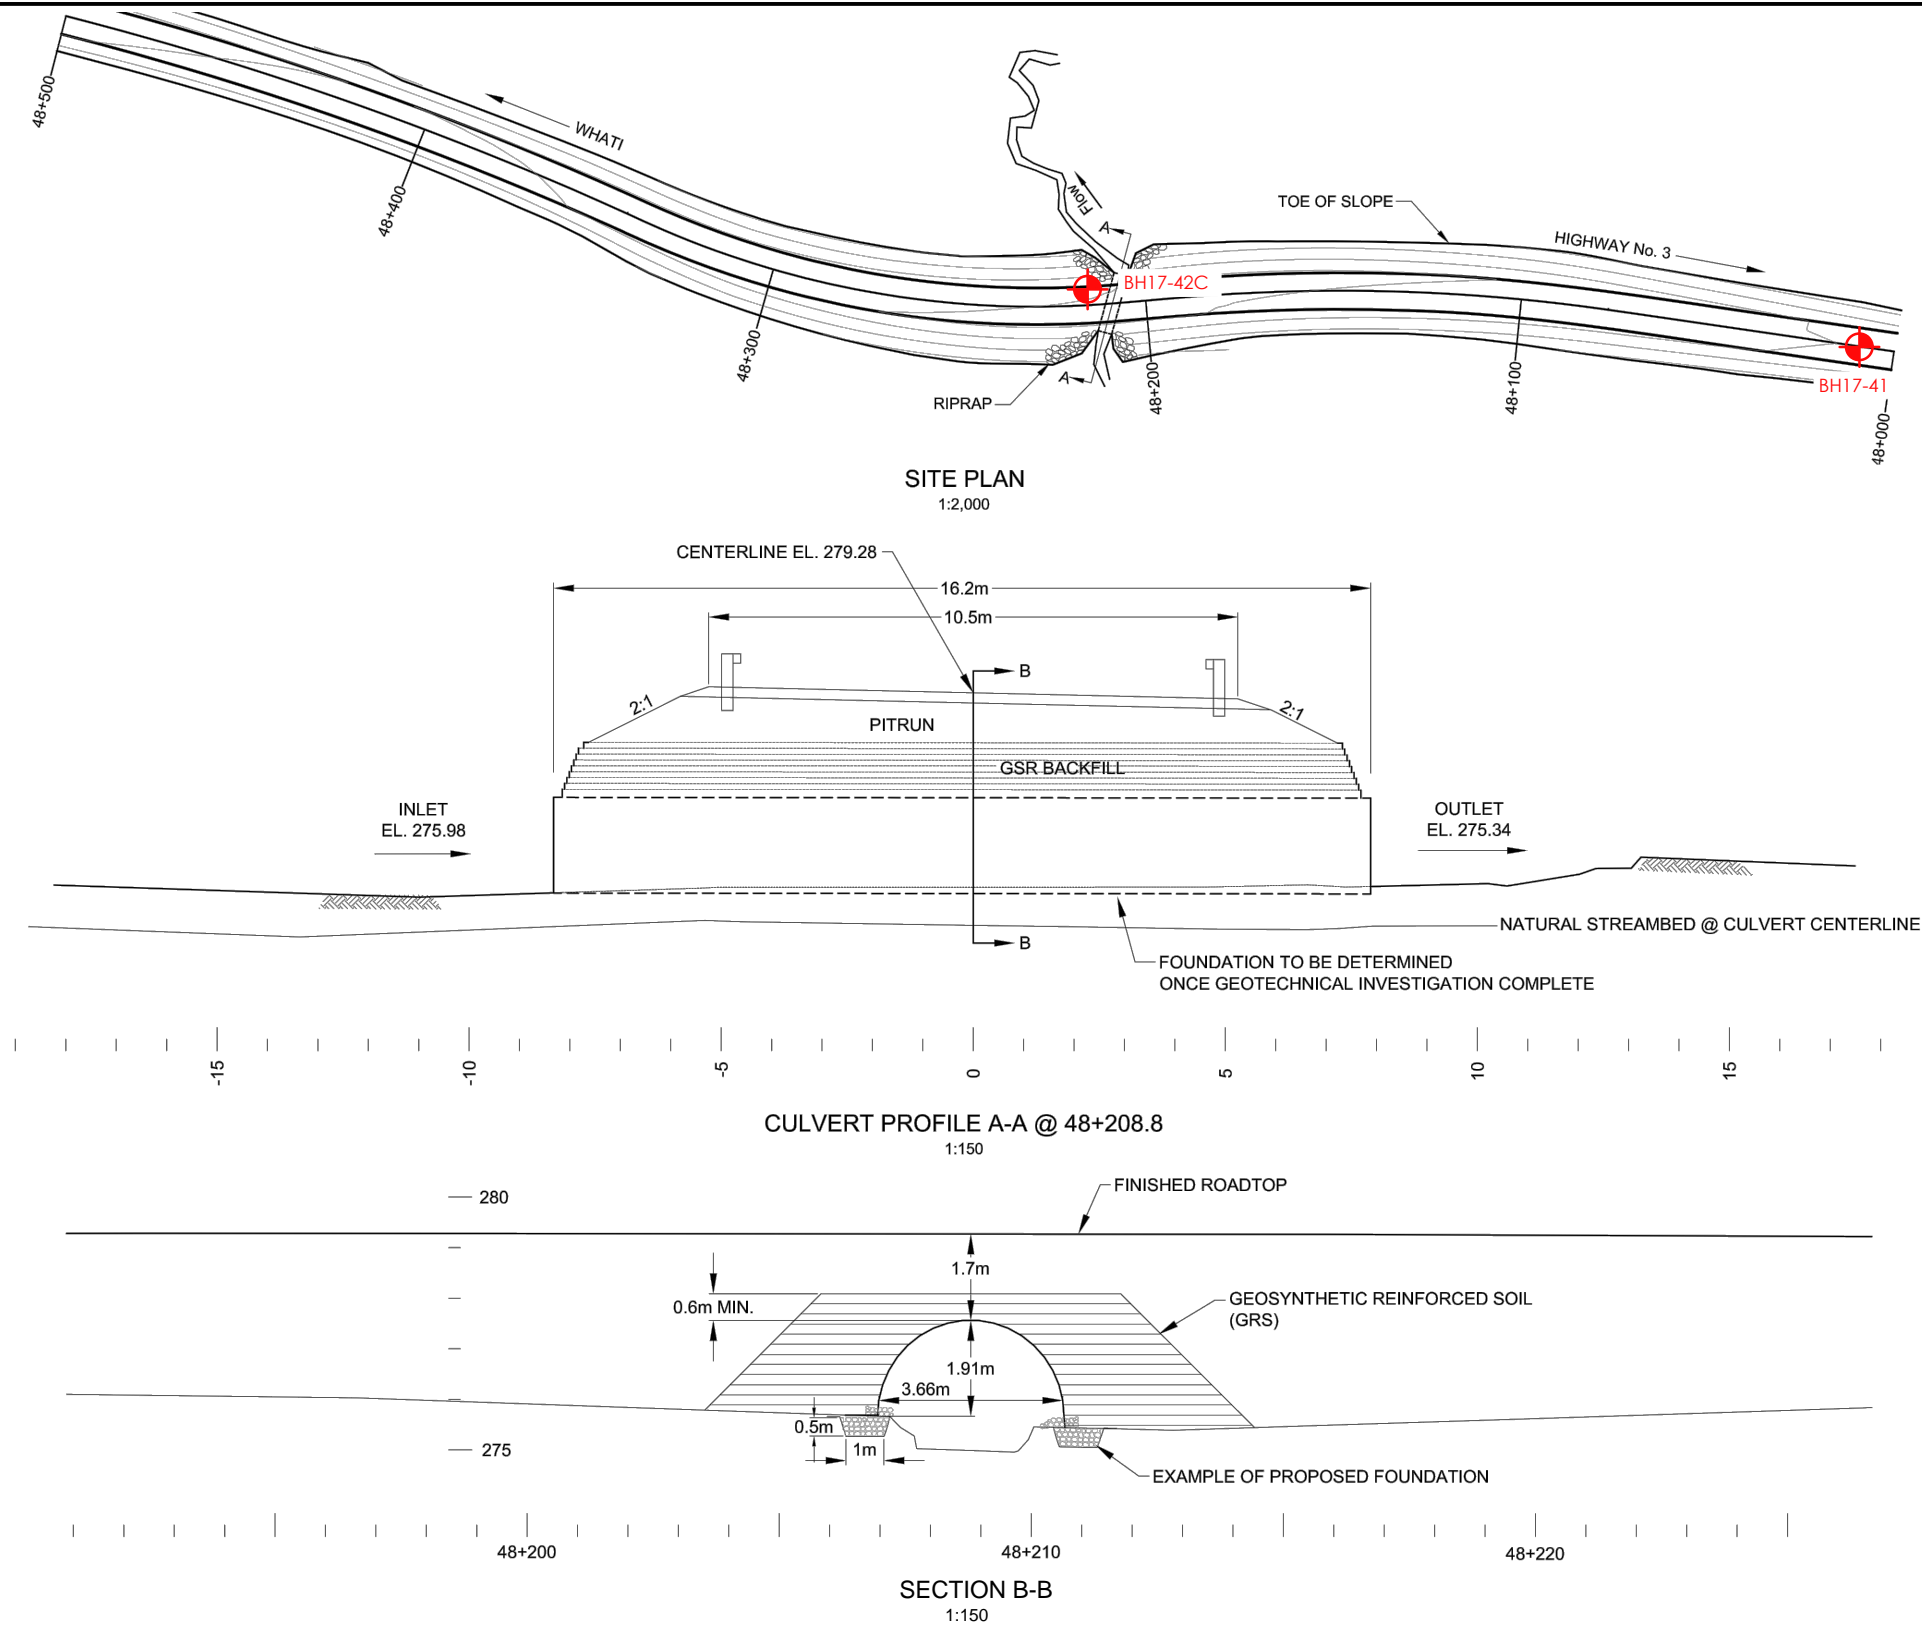 48+500
WHATI
48+400
Flow
A
TOE OF SLOPE
HIGHWAY No. 3
BH17-42C
48+300
A
48+200
48+100
BH17-41
RIPRAP
48+000
SITE PLAN
1:2,000
CENTERLINE EL. 279.28
16.2m
10.5m
B
2:1
2:1
PITRUN
GSR BACKFILL
INLET
EL. 275.98
OUTLET
EL. 275.34
NATURAL STREAMBED @ CULVERT CENTERLINE
B
FOUNDATION TO BE DETERMINED
ONCE GEOTECHNICAL INVESTIGATION COMPLETE
-15
-10
-5
0
5
10
15
CULVERT PROFILE A-A @ 48+208.8
1:150
280
FINISHED ROADTOP
1.7m
0.6m MIN.
GEOSYNTHETIC REINFORCED SOIL
(GRS)
1.91m
3.66m
0.5m
275
1m
EXAMPLE OF PROPOSED FOUNDATION
48+200
48+210
48+220
SECTION B-B
1:150